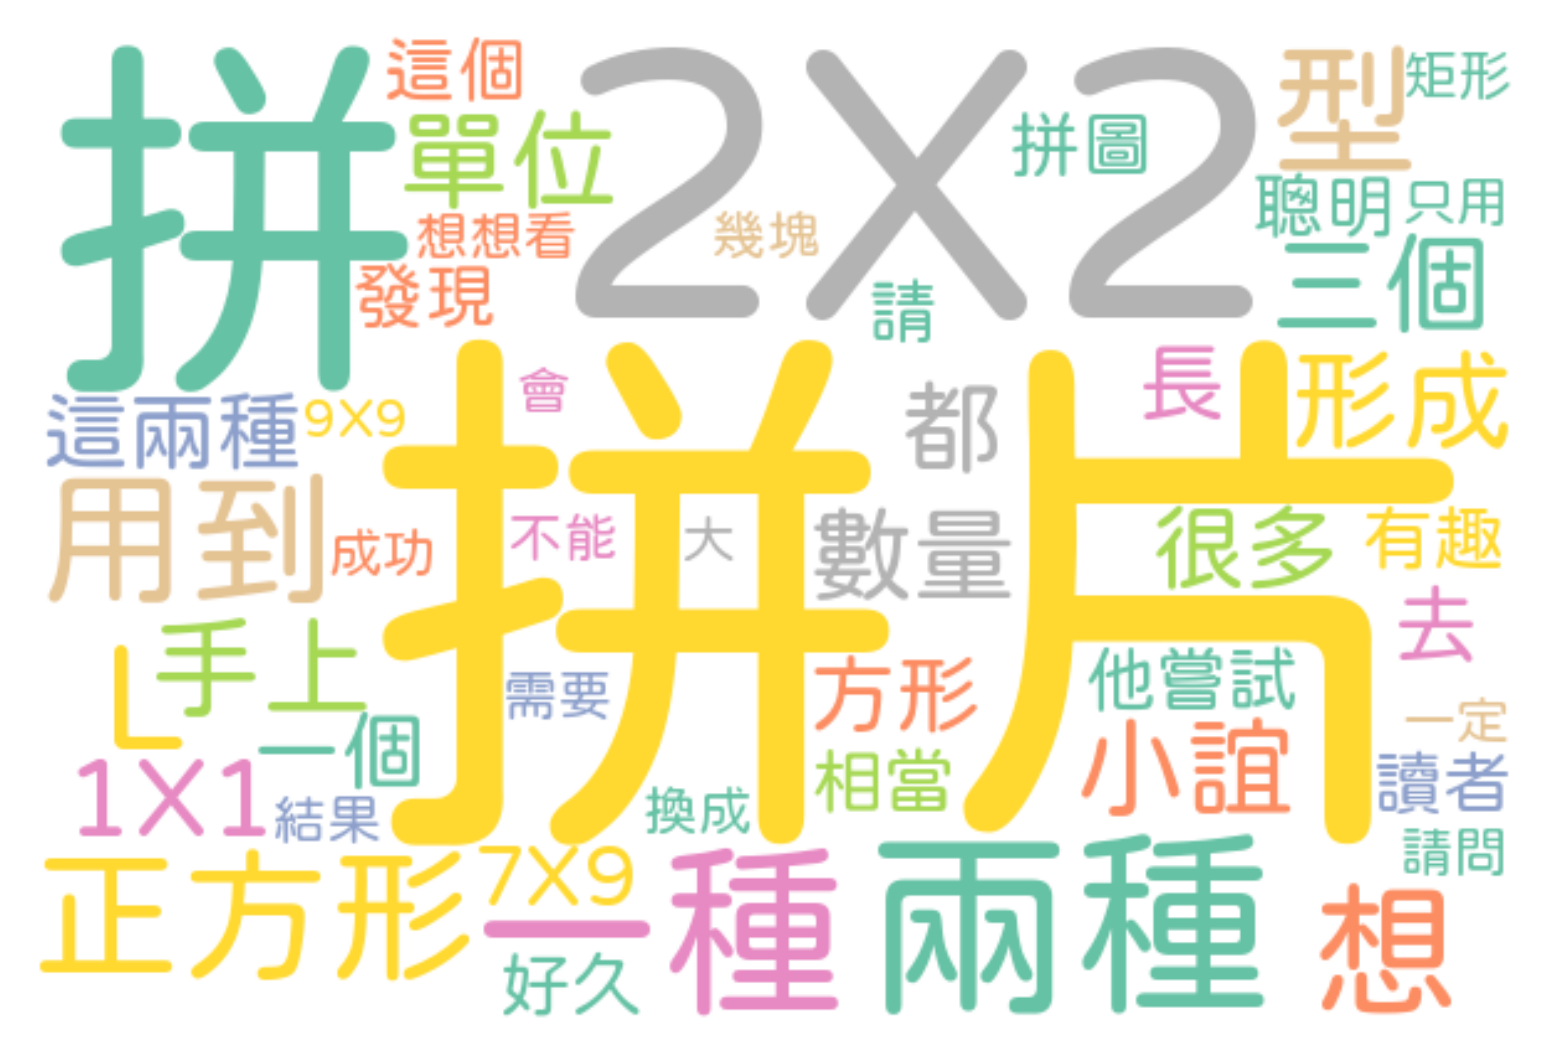 拼
這個
2X2
型
矩形
單位
拼圖
聰明
只用
想想看
幾塊
發現
請
三個
這兩種
9X9
會
拼片
都
長
形成
用到
成功
不能
大
數量
很多
有趣
去
L
手上
一個
需要
方形
他嘗試
一定
1X1
結果
換成
相當
小誼
讀者
請問
正方形
7X9
一種
好久
兩種
想